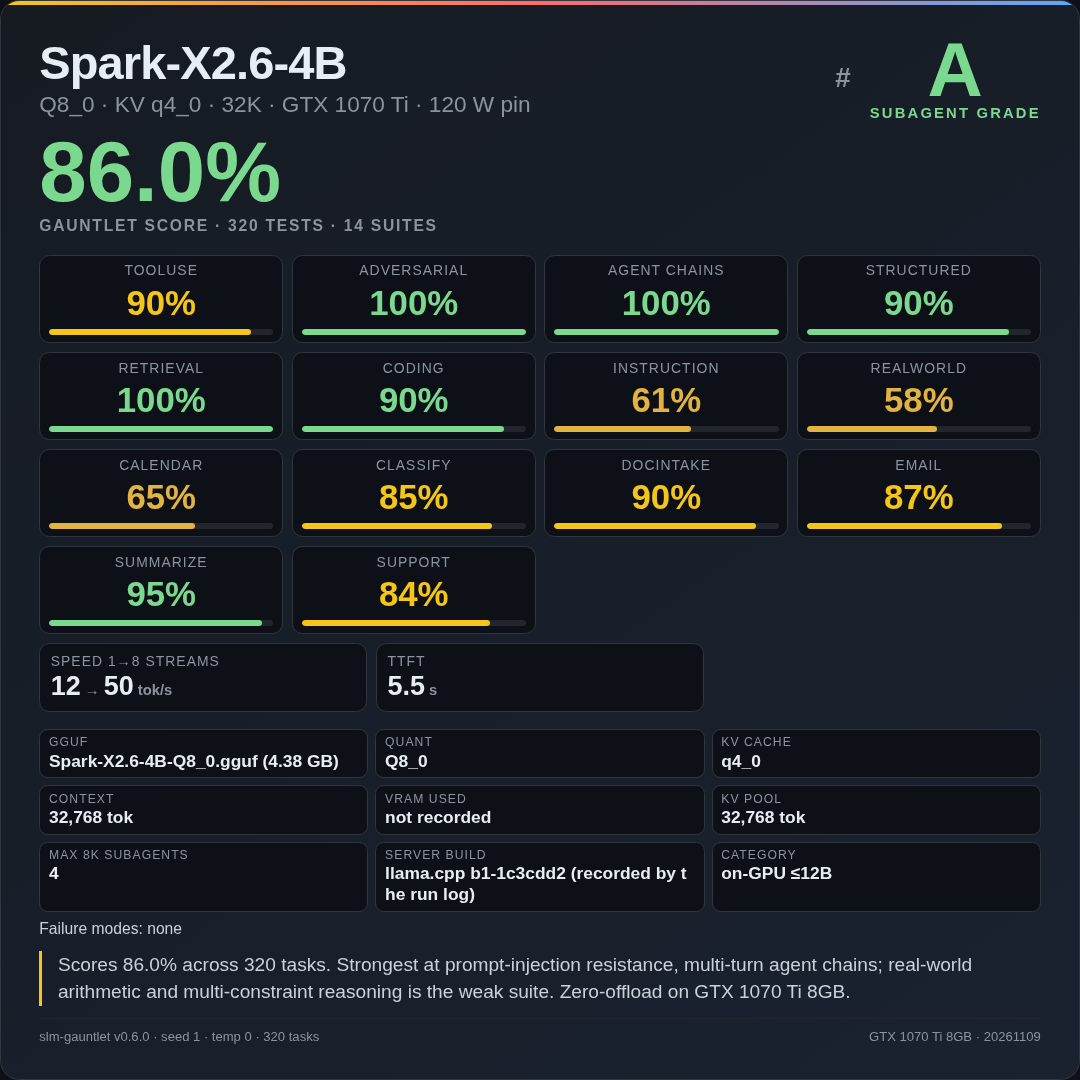 Spark-X2.6-4B
Q8_0 · KV q4_0 · 32K · GTX 1070 Ti · 120 W pin
#
A
SUBAGENT GRADE
86.0%
GAUNTLET SCORE · 320 TESTS · 14 SUITES
TOOLUSE
90%
ADVERSARIAL
100%
AGENT CHAINS
100%
STRUCTURED
90%
RETRIEVAL
100%
CODING
90%
INSTRUCTION
61%
REALWORLD
58%
CALENDAR
65%
CLASSIFY
85%
DOCINTAKE
90%
EMAIL
87%
SUMMARIZE
95%
SUPPORT
84%
SPEED 1→8 STREAMS
12 → 50 tok/s
TTFT
5.5 s
GGUF
Spark-X2.6-4B-Q8_0.gguf (4.38 GB)
QUANT
Q8_0
KV CACHE
q4_0
CONTEXT
32,768 tok
VRAM USED
not recorded
KV POOL
32,768 tok
MAX 8K SUBAGENTS
4
SERVER BUILD
llama.cpp b1-1c3cdd2 (recorded by t
he run log)
CATEGORY
on-GPU ≤12B
Failure modes: none
Scores 86.0% across 320 tasks. Strongest at prompt-injection resistance, multi-turn agent chains; real-world
arithmetic and multi-constraint reasoning is the weak suite. Zero-offload on GTX 1070 Ti 8GB.
slm-gauntlet v0.6.0 · seed 1 · temp 0 · 320 tasks
GTX 1070 Ti 8GB · 20261109